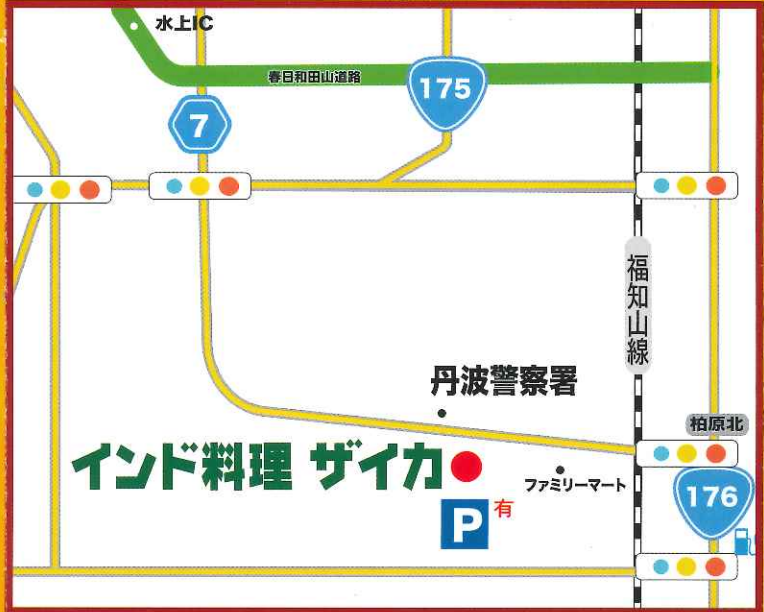 水上IC
春日和田山道路
175
7
福知山線
丹波警察署
柏原北
インド料理 ザイカ
ファミリーマート
176
P
有